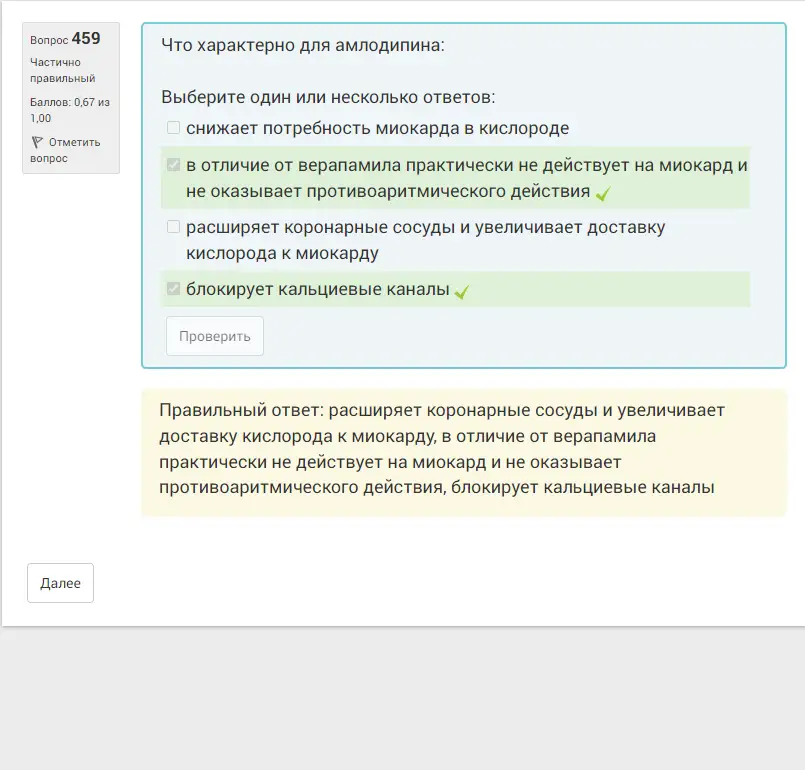 Вопрос 459
Частично
правильный
Баллов: 0,67 из
1,00
Отметить
вопрос
Что характерно для амлодипина:
Выберите один или несколько ответов:
снижает потребность миокарда в кислороде
в отличие от верапамила практически не действует на миокард и
не оказывает противоаритмического действия
расширяет коронарные сосуды и увеличивает доставку
кислорода к миокарду
блокирует кальциевые каналы
Проверить
Правильный ответ: расширяет коронарные сосуды и увеличивает
доставку кислорода к миокарду, в отличие от верапамила
практически не действует на миокард и не оказывает
противоаритмического действия, блокирует кальциевые каналы
Далее